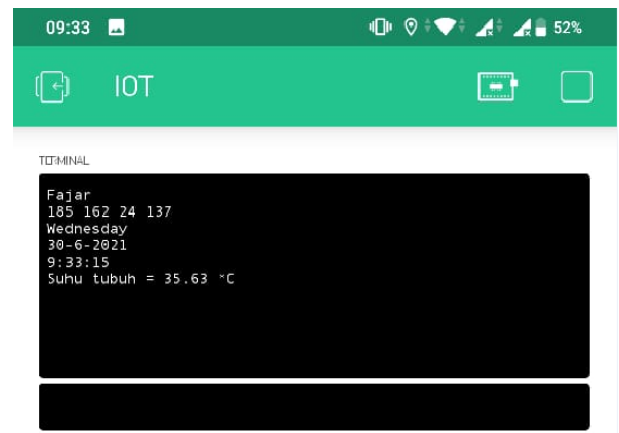 09:33 52%
IOT
TERMINAL
Fajar
185 162 24 137
Wednesday
30-6-2021
9:33:15
Suhu tubuh = 35.63 °C